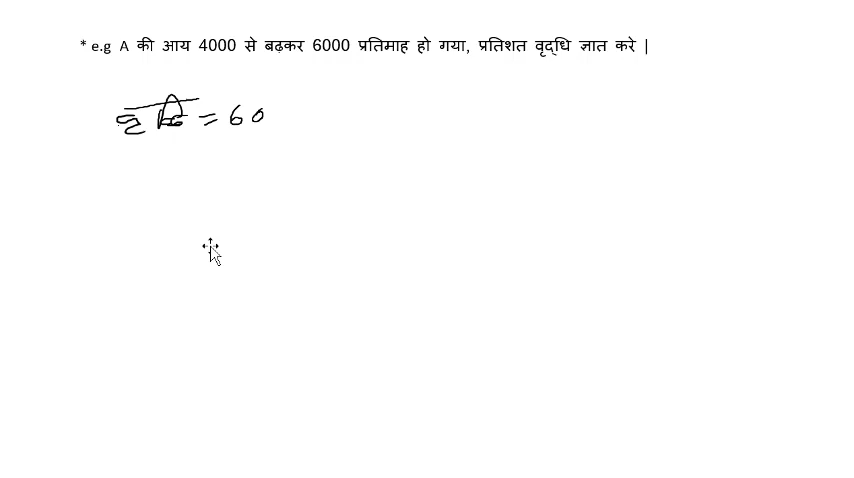 * e.g A की आय 4000 से बढ़कर 6000 प्रतिमाह हो गया, प्रतिशत वृद्धि ज्ञात करे |
वृद्धि = 60